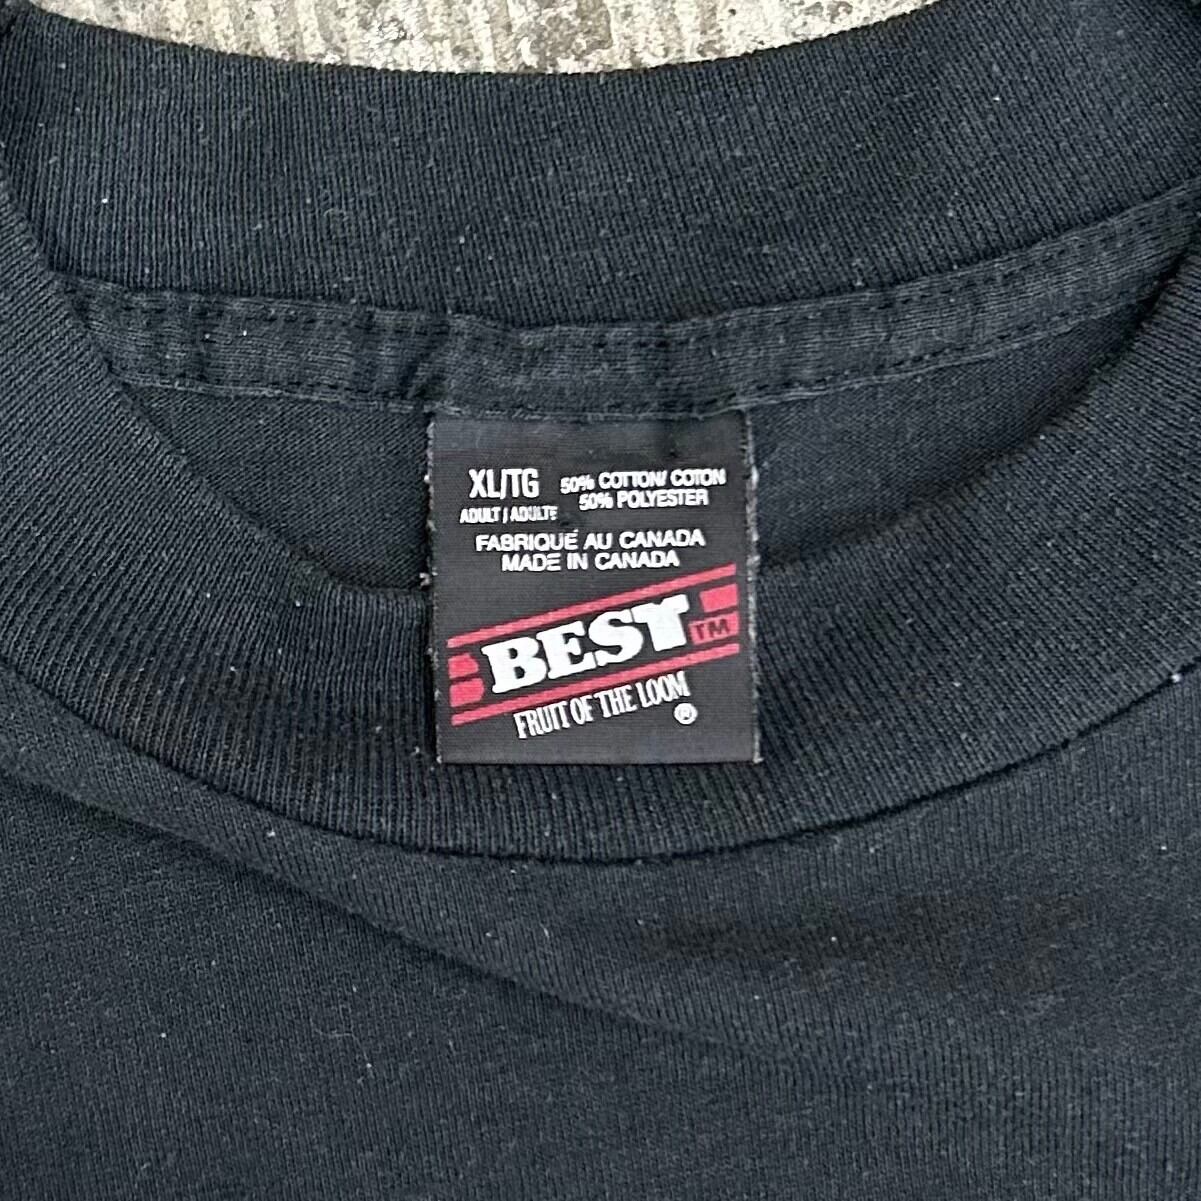 XL/TG 50% COTTON/ COTON
ADULT / ADULTE 50% POLYESTER
FABRIQUÉ AU CANADA
MADE IN CANADA
BEST TM
FRUIT OF THE LOOM ®